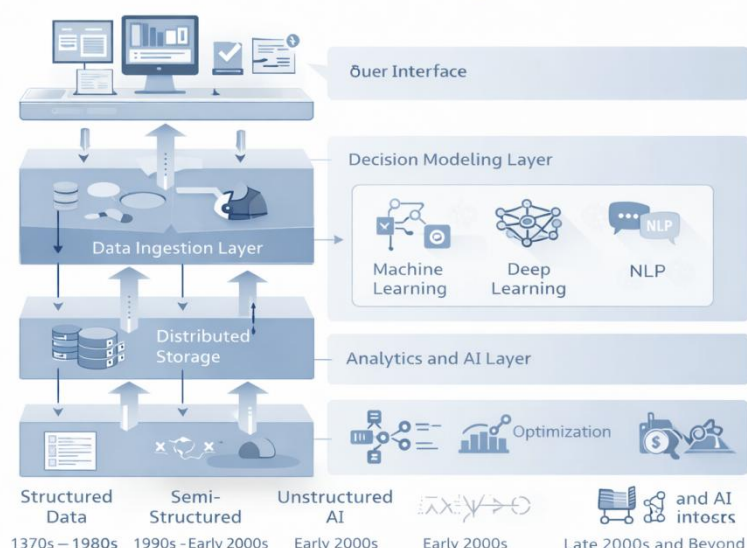 öuer Interface
Decision Modeling Layer
Data Ingestion Layer
NLP
Machine
Learning
Deep
Learning
NLP
Distributed
Storage
Analytics and AI Layer
Optimization
Structured
Data
1370s – 1980s
Semi-
Structured
1990s - Early 2000s
Unstructured
AI
Early 2000s
Early 2000s
and AI
Late 2000s and Beyond